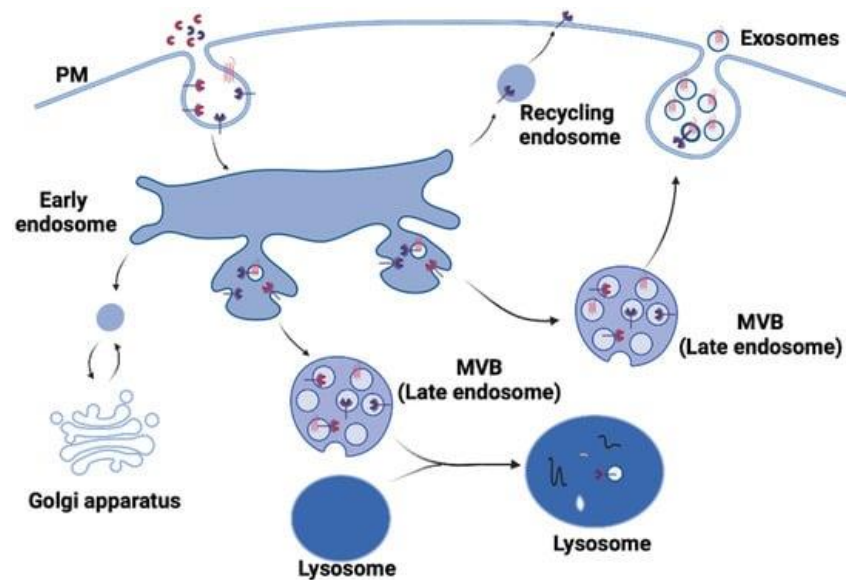 Exosomes
PM
Recycling
endosome
Early
endosome
MVB
(Late endosome)
MVB
(Late endosome)
Golgi apparatus
Lysosome
Lysosome